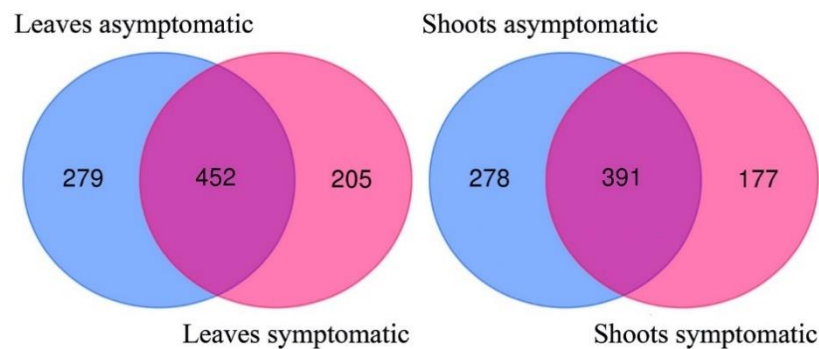 Leaves asymptomatic
Shoots asymptomatic
279 452 205
278 391 177
Leaves symptomatic
Shoots symptomatic